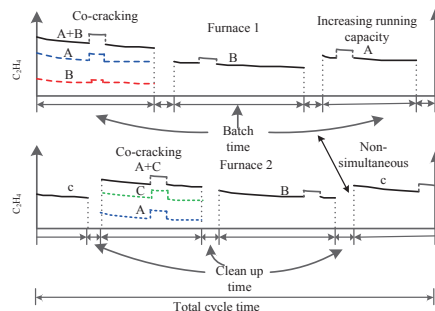 Co-cracking
Furnace 1
Increasing running
capacity
A+B
A
B
B
A
C₂H₄
Batch
time
Co-cracking
A+C
Furnace 2
Non-
simultaneous
c
C
A
B
c
C₂H₄
Clean up
time
Total cycle time